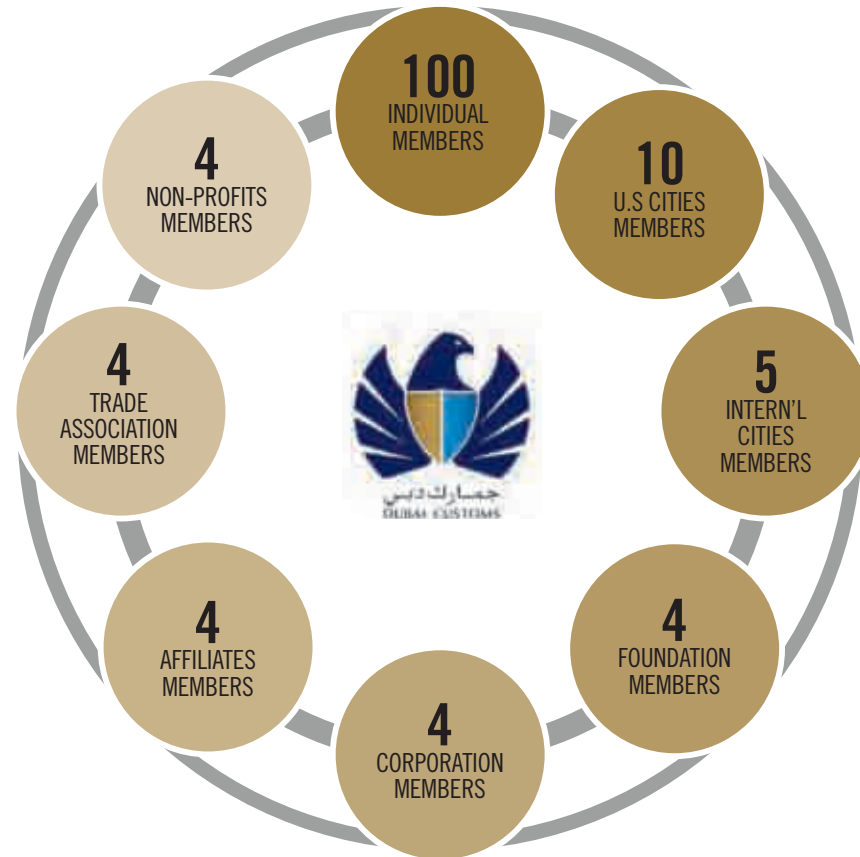 100
INDIVIDUAL
MEMBERS
10
U.S CITIES
MEMBERS
5
INTERN'L
CITIES
MEMBERS
4
FOUNDATION
MEMBERS
4
CORPORATION
MEMBERS
4
AFFILIATES
MEMBERS
4
TRADE
ASSOCIATION
MEMBERS
4
NON-PROFITS
MEMBERS
جمارك دبي
DUBAI CUSTOMS